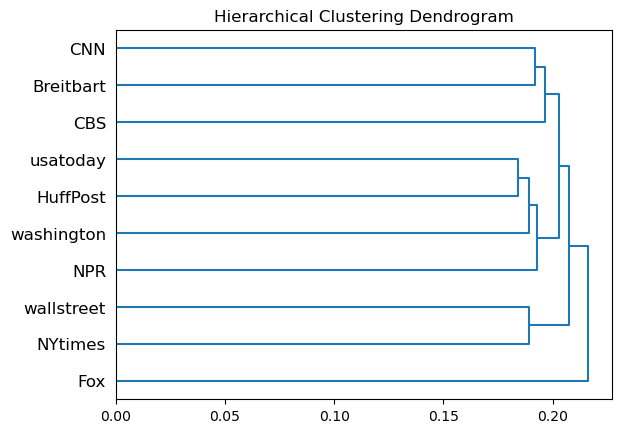 Hierarchical Clustering Dendrogram
CNN
Breitbart
CBS
usatoday
HuffPost
washington
NPR
wallstreet
NYtimes
Fox
0.00 0.05 0.10 0.15 0.20